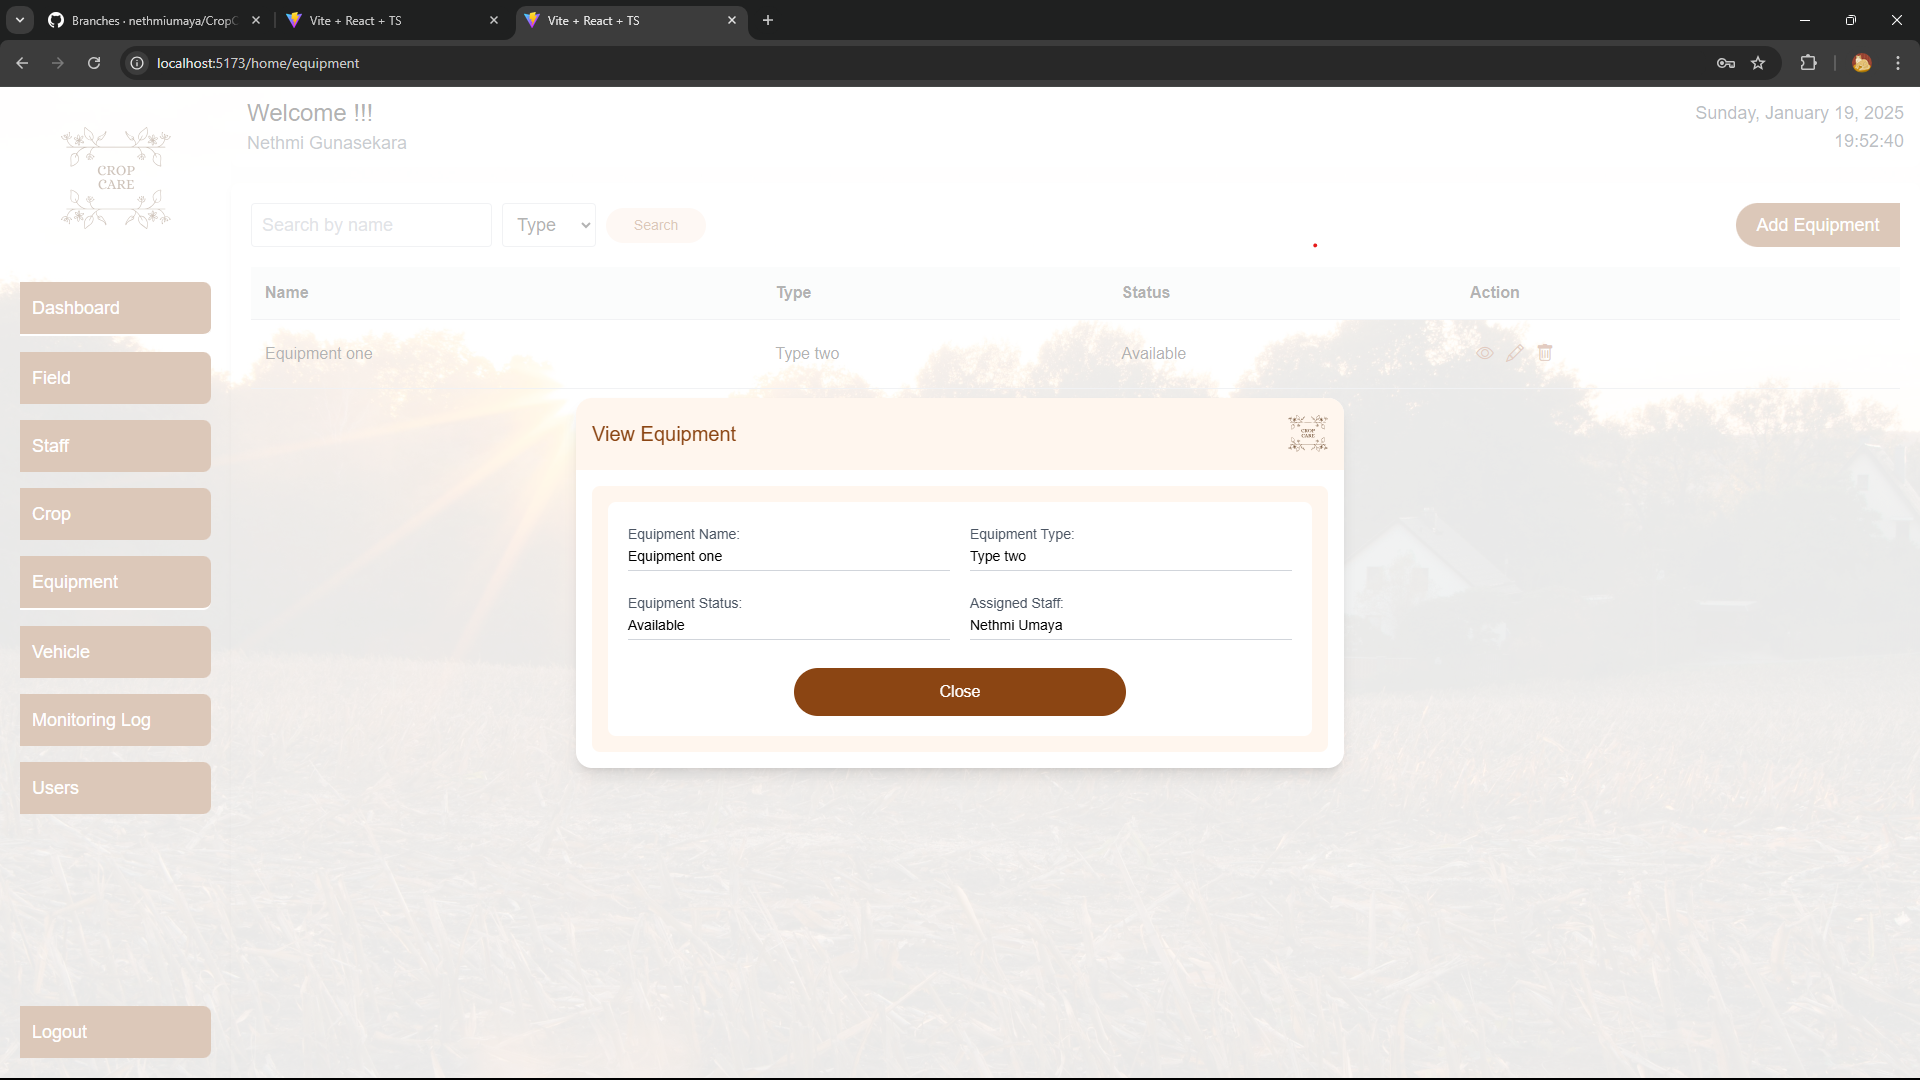 Branches · nethmiumaya/CropC
Vite + React + TS
Vite + React + TS
localhost:5173/home/equipment
CROP
CARE
Welcome !!!
Nethmi Gunasekara
Sunday, January 19, 2025
19:52:40
Search by name
Type
Search
Add Equipment
Name
Type
Status
Action
Equipment one
Type two
Available
Dashboard
Field
Staff
Crop
Equipment
Vehicle
Monitoring Log
Users
Logout
View Equipment
CROP
CARE
Equipment Name:
Equipment one
Equipment Type:
Type two
Equipment Status:
Available
Assigned Staff:
Nethmi Umaya
Close